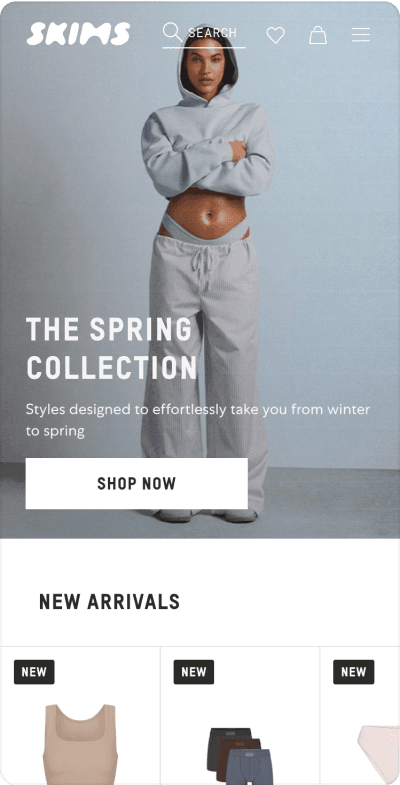 SKIMS
SEARCH
THE SPRING
COLLECTION
Styles designed to effortlessly take you from winter
to spring
SHOP NOW
NEW ARRIVALS
NEW
NEW
NEW